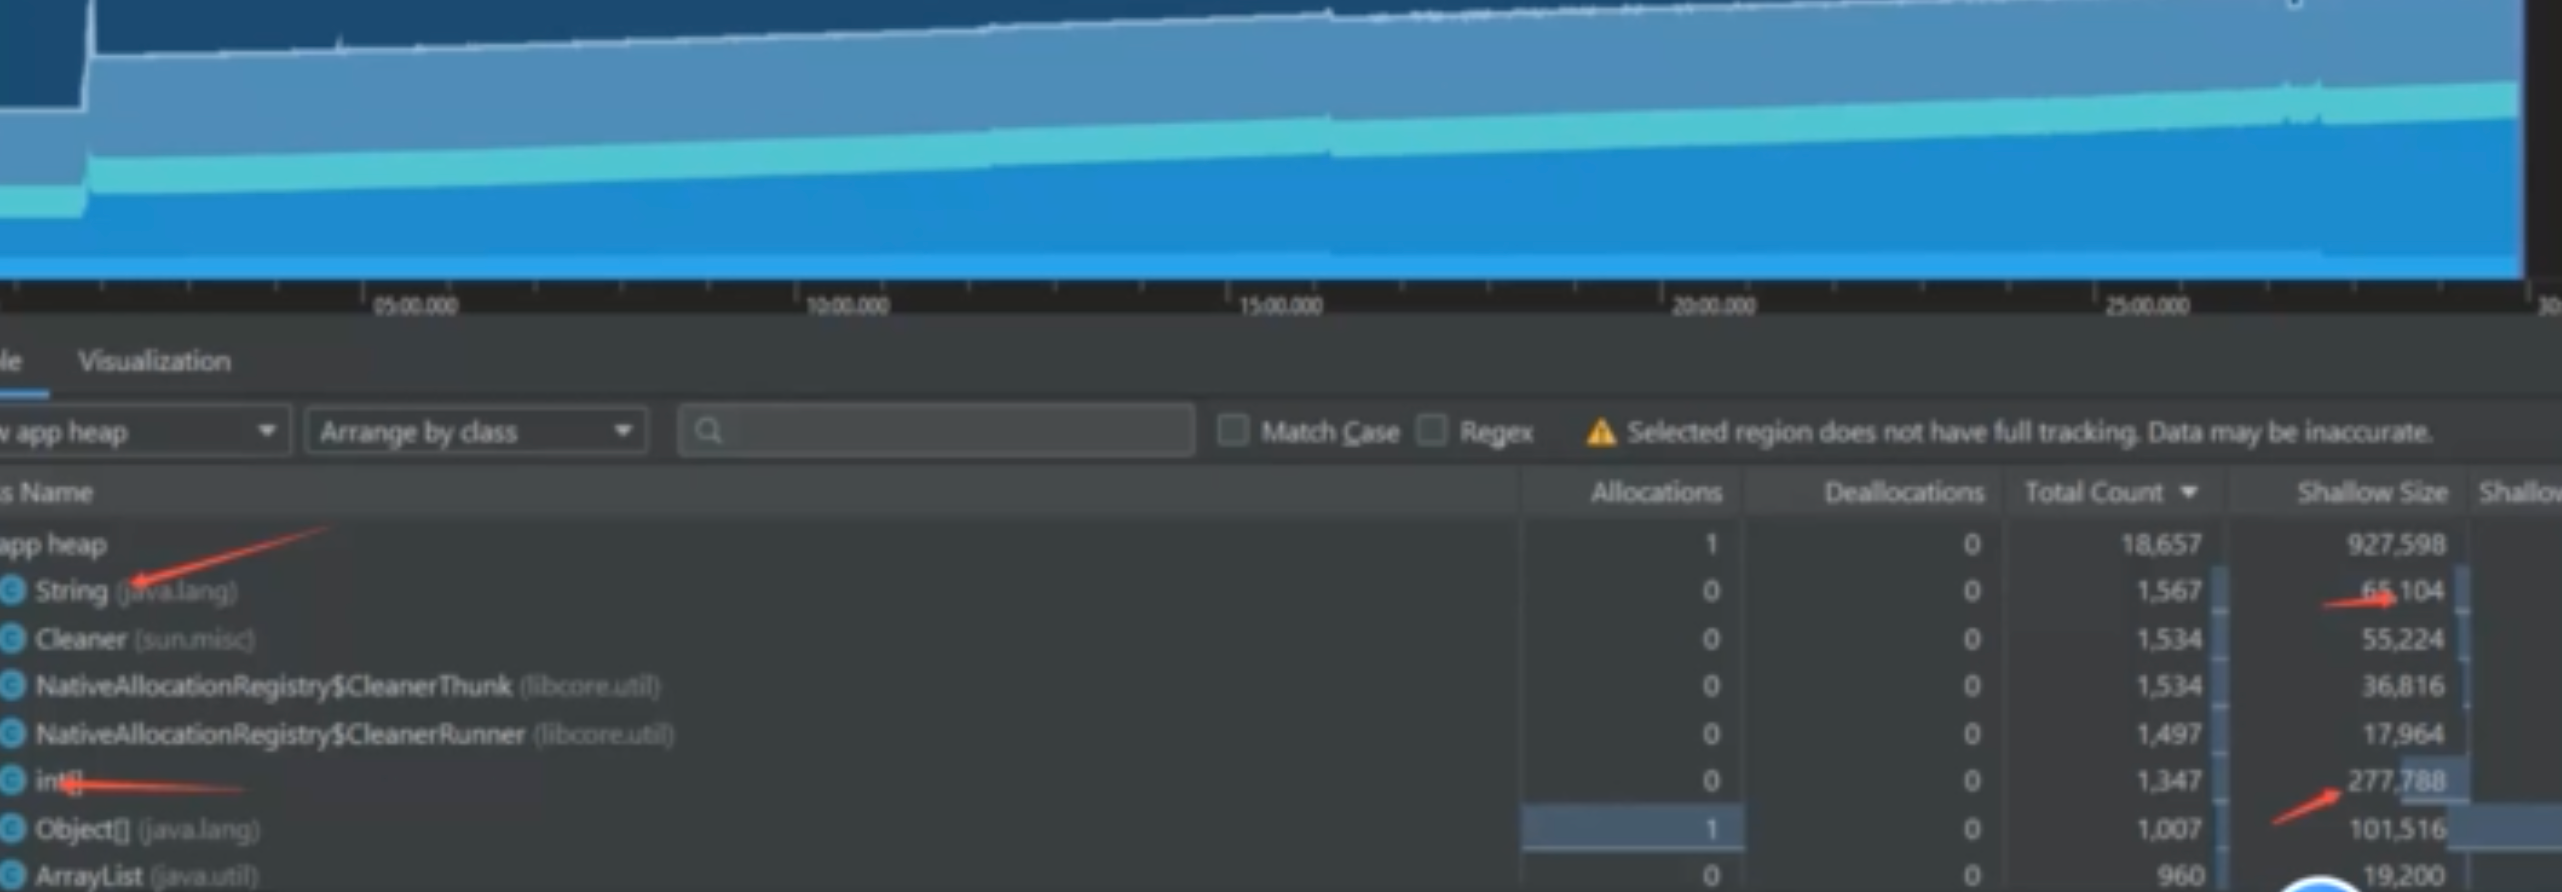 05:00.000 10:00.000 15:00.000 20:00.000 25:00.000 30
le Visualization
w app heap Arrange by class Match Case Regex Selected region does not have full tracking. Data may be inaccurate.
s Name Allocations Deallocations Total Count Shallow Size Shallow
app heap 1 0 18,657 927,598
String (java.lang) 0 0 1,567 65,104
Cleaner (sun.misc) 0 0 1,534 55,224
NativeAllocationRegistry$CleanerThunk (libcore.util) 0 0 1,534 36,816
NativeAllocationRegistry$CleanerRunner (libcore.util) 0 0 1,497 17,964
int[] 0 0 1,347 277,788
Object[] (java.lang) 1 0 1,007 101,516
ArrayList (java.util) 0 0 960 19,200